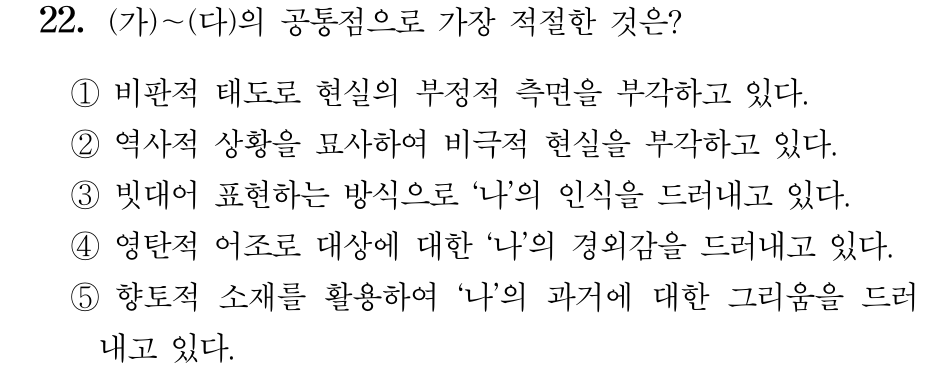 22. (가)~(다)의 공통점으로 가장 적절한 것은?
① 비판적 태도로 현실의 부정적 측면을 부각하고 있다.
② 역사적 상황을 묘사하여 비극적 현실을 부각하고 있다.
③ 빗대어 표현하는 방식으로 ‘나’의 인식을 드러내고 있다.
④ 영탄적 어조로 대상에 대한 ‘나’의 경외감을 드러내고 있다.
⑤ 향토적 소재를 활용하여 ‘나’의 과거에 대한 그리움을 드러
내고 있다.